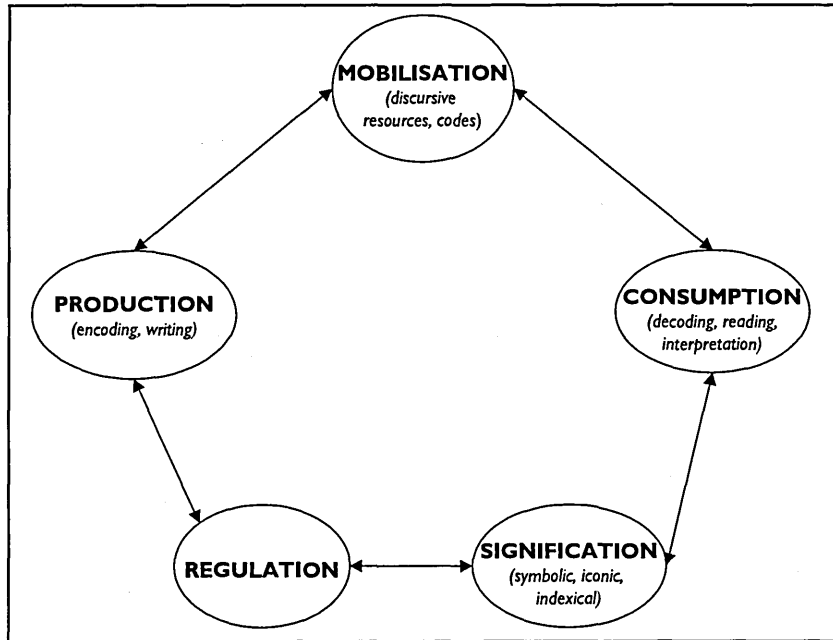 MOBILISATION
(discursive
resources, codes)
PRODUCTION
(encoding, writing)
CONSUMPTION
(decoding, reading,
interpretation)
REGULATION
SIGNIFICATION
(symbolic, iconic,
indexical)